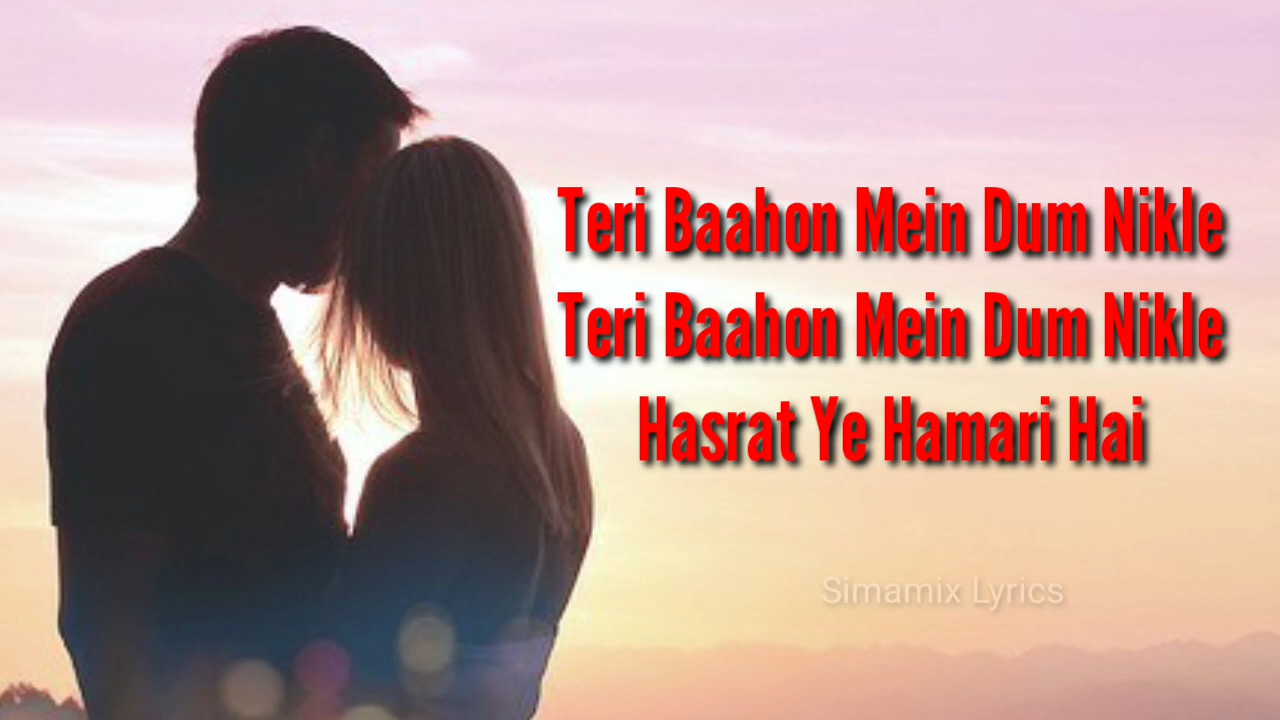 Teri Baahon Mein Dum Nikle
Teri Baahon Mein Dum Nikle
Hasrat Ye Hamari Hai
Simamix Lyrics